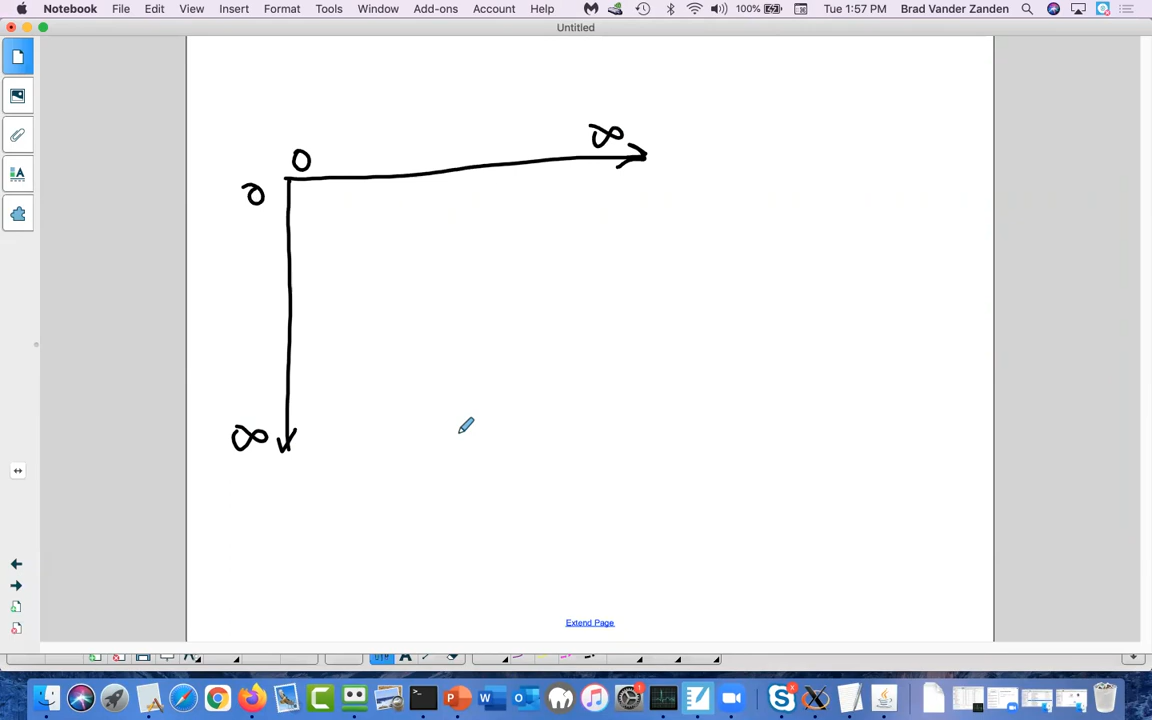 Notebook File Edit View Insert Format Tools Window Add-ons Account Help 100% Tue 1:57 PM Brad Vander Zanden
Untitled
∞
0
0
∞
Extend Page